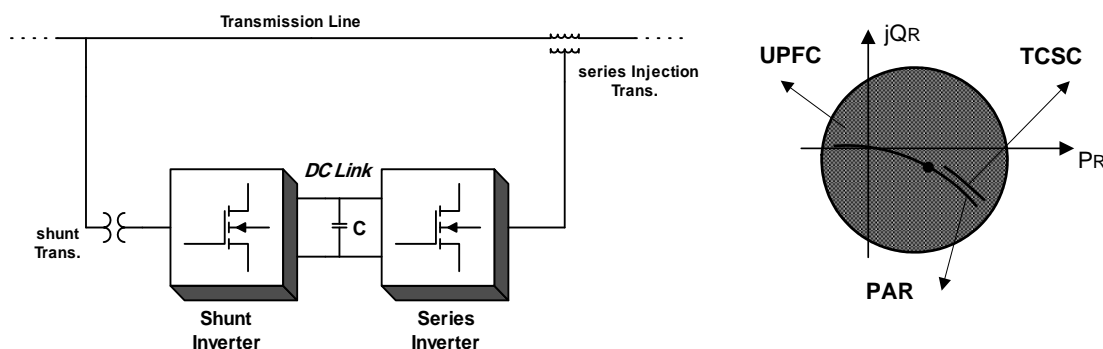 Transmission Line
series Injection
Trans.
DC Link
C
shunt
Trans.
Shunt
Inverter
Series
Inverter
jQR
UPFC
TCSC
PR
PAR